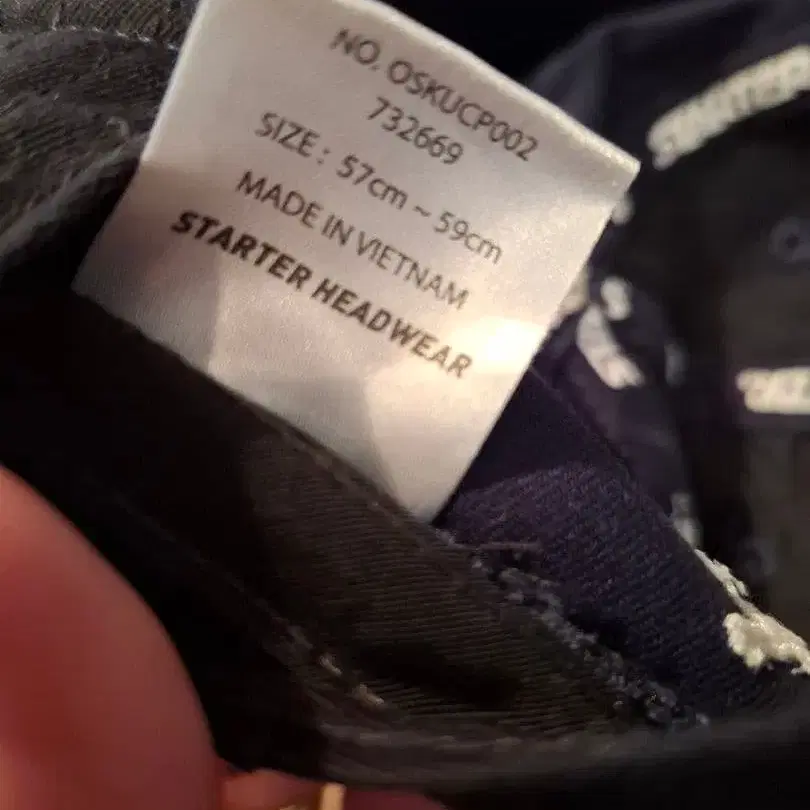 NO. OSKUCP002
732669
SIZE : 57cm ~ 59cm
MADE IN VIETNAM
STARTER HEADWEAR